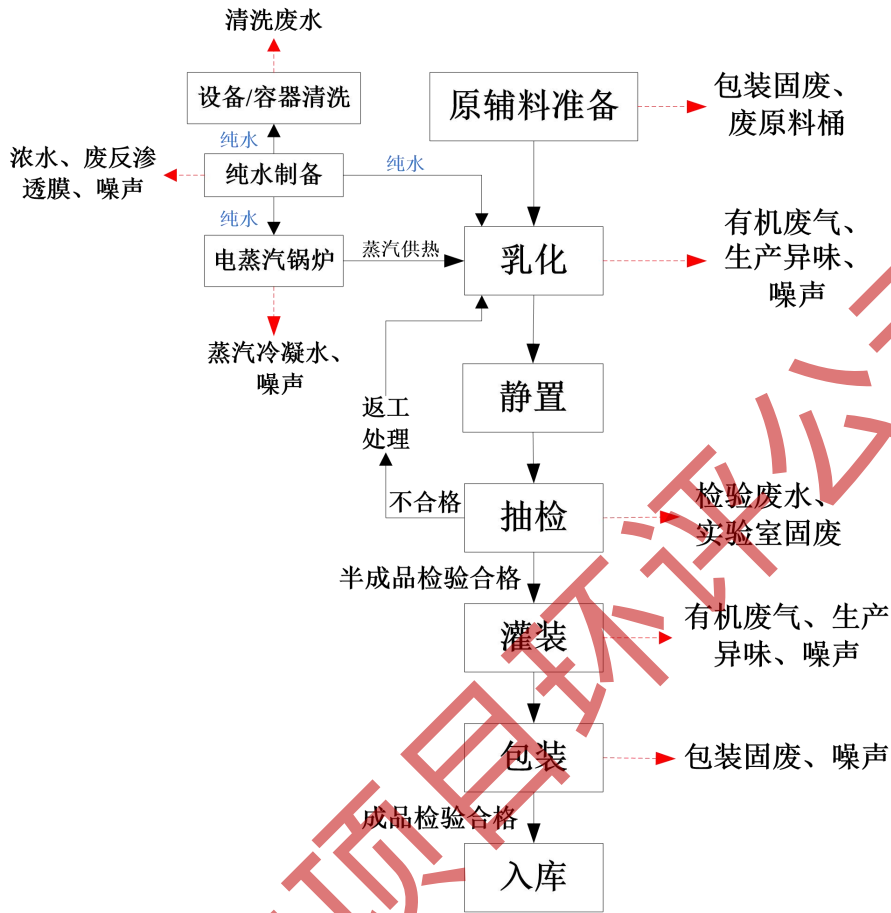 清洗废水
设备/容器清洗
原辅料准备
包装固废、
废原料桶
纯水
浓水、废反渗
透膜、噪声
纯水制备
纯水
纯水
有机废气、
生产异味、
噪声
电蒸汽锅炉
蒸汽供热
乳化
蒸汽冷凝水、
噪声
静置
返工
处理
不合格
抽检
检验废水、
实验室固废
半成品检验合格
灌装
有机废气、生产
异味、噪声
包装
包装固废、噪声
成品检验合格
入库
项目环评公